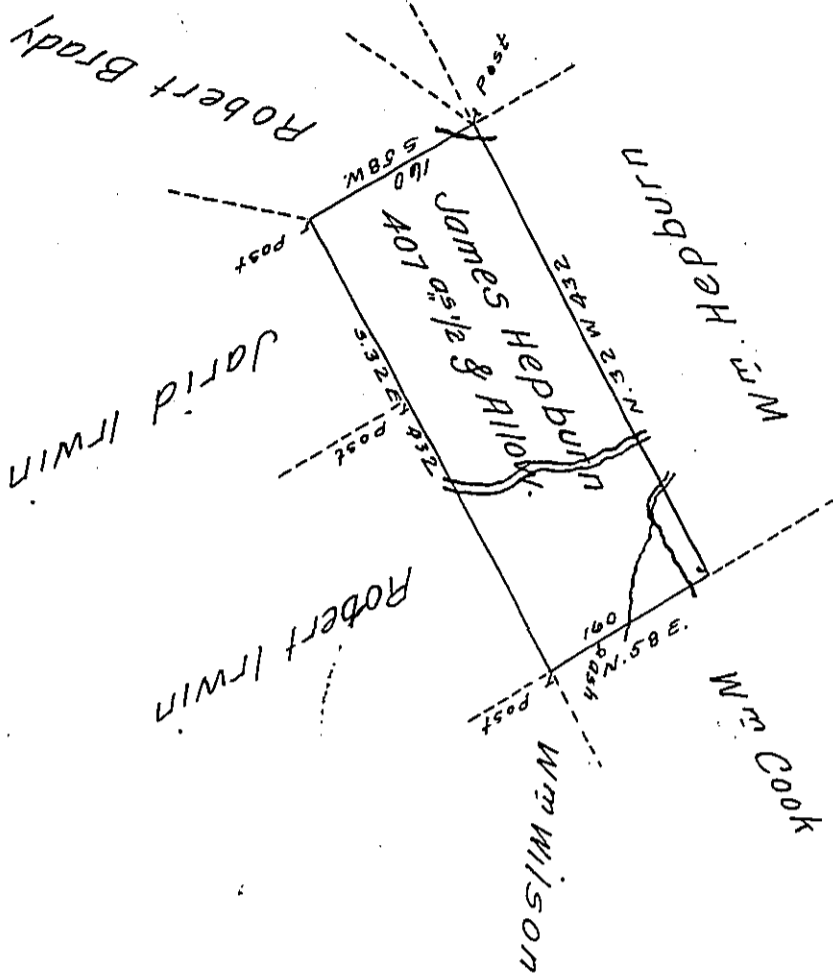 Robert Brady
Post
S 58 W.
160
Post
Jarid Irwin
James Hepburn
407 as 1/2 & Allow.
Wm. Hepburn
N. 32 W 432
S. 32 E. 432
Post
Robert Irwin
160
N. 58 E.
Post
Wm Wilson
Wm Cook